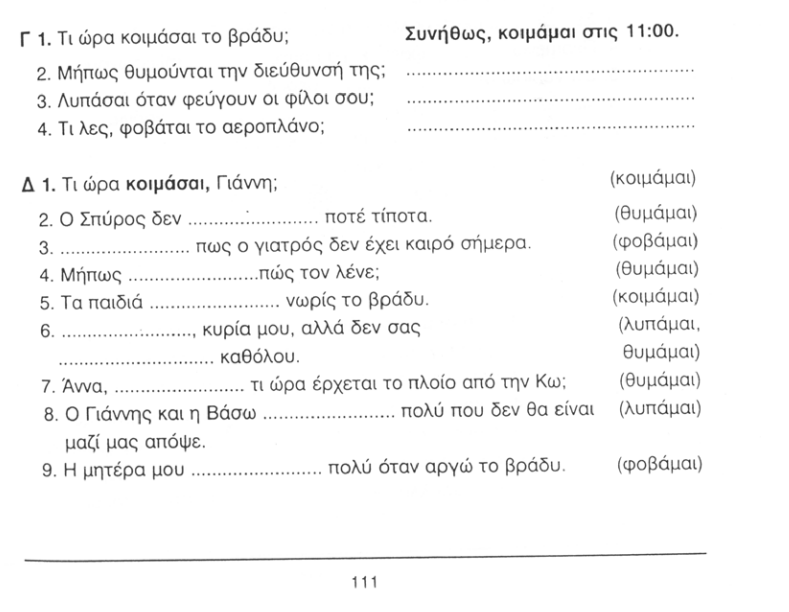 Γ 1. Τι ώρα κοιμάσαι το βράδυ; Συνήθως, κοιμάμαι στις 11:00.
2. Μήπως θυμούνται την διεύθυνσή της; ........................................................
3. Λυπάσαι όταν φεύγουν οι φίλοι σου; ........................................................
4. Τι λες, φοβάται το αεροπλάνο; ........................................................
Δ 1. Τι ώρα κοιμάσαι, Γιάννη; (κοιμάμαι)
2. Ο Σπύρος δεν ......................... ποτέ τίποτα. (θυμάμαι)
3. ......................... πως ο γιατρός δεν έχει καιρό σήμερα. (φοβάμαι)
4. Μήπως .........................πώς τον λένε; (θυμάμαι)
5. Τα παιδιά ......................... νωρίς το βράδυ. (κοιμάμαι)
6. ........................., κυρία μου, αλλά δεν σας (λυπάμαι,
.............................. καθόλου. θυμάμαι)
7. Άννα, ......................... τι ώρα έρχεται το πλοίο από την Κω; (θυμάμαι)
8. Ο Γιάννης και η Βάσω ......................... πολύ που δεν θα είναι (λυπάμαι)
μαζί μας απόψε.
9. Η μητέρα μου ......................... πολύ όταν αργώ το βράδυ. (φοβάμαι)
111